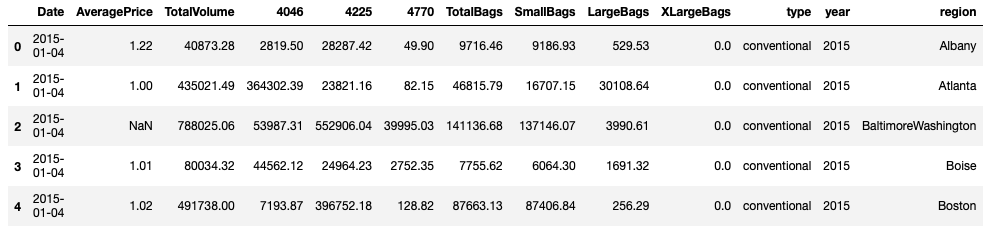 Date AveragePrice TotalVolume 4046 4225 4770 TotalBags SmallBags LargeBags XLargeBags type year region
0 2015-01-04 1.22 40873.28 2819.50 28287.42 49.90 9716.46 9186.93 529.53 0.0 conventional 2015 Albany
1 2015-01-04 1.00 435021.49 364302.39 23821.16 82.15 46815.79 16707.15 30108.64 0.0 conventional 2015 Atlanta
2 2015-01-04 NaN 788025.06 53987.31 552906.04 39995.03 141136.68 137146.07 3990.61 0.0 conventional 2015 BaltimoreWashington
3 2015-01-04 1.01 80034.32 44562.12 24964.23 2752.35 7755.62 6064.30 1691.32 0.0 conventional 2015 Boise
4 2015-01-04 1.02 491738.00 7193.87 396752.18 128.82 87663.13 87406.84 256.29 0.0 conventional 2015 Boston